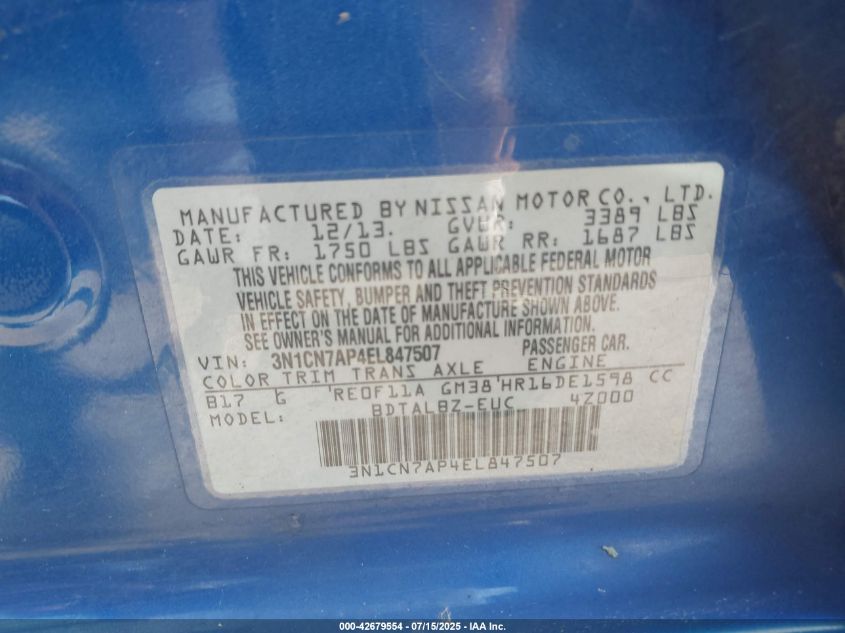 MANUFACTURED BY NISSAN MOTOR CO., LTD.
DATE: 12/13. GVWR: 3389 LBS
GAWR FR: 1750 LBS GAWR RR: 1687 LBS
THIS VEHICLE CONFORMS TO ALL APPLICABLE FEDERAL MOTOR
VEHICLE SAFETY, BUMPER AND THEFT PREVENTION STANDARDS
IN EFFECT ON THE DATE OF MANUFACTURE SHOWN ABOVE.
SEE OWNER'S MANUAL FOR ADDITIONAL INFORMATION.
VIN: 3N1CN7AP4EL847507 PASSENGER CAR.
COLOR TRIM TRANS AXLE ENGINE
B17 G 'RE0F11A GM38'HR16DE1598 CC
MODEL: BDTALBZ-EUC 4Z000
3N1CN7AP4EL847507
000-42679554 - 07/15/2025 - IAA Inc.